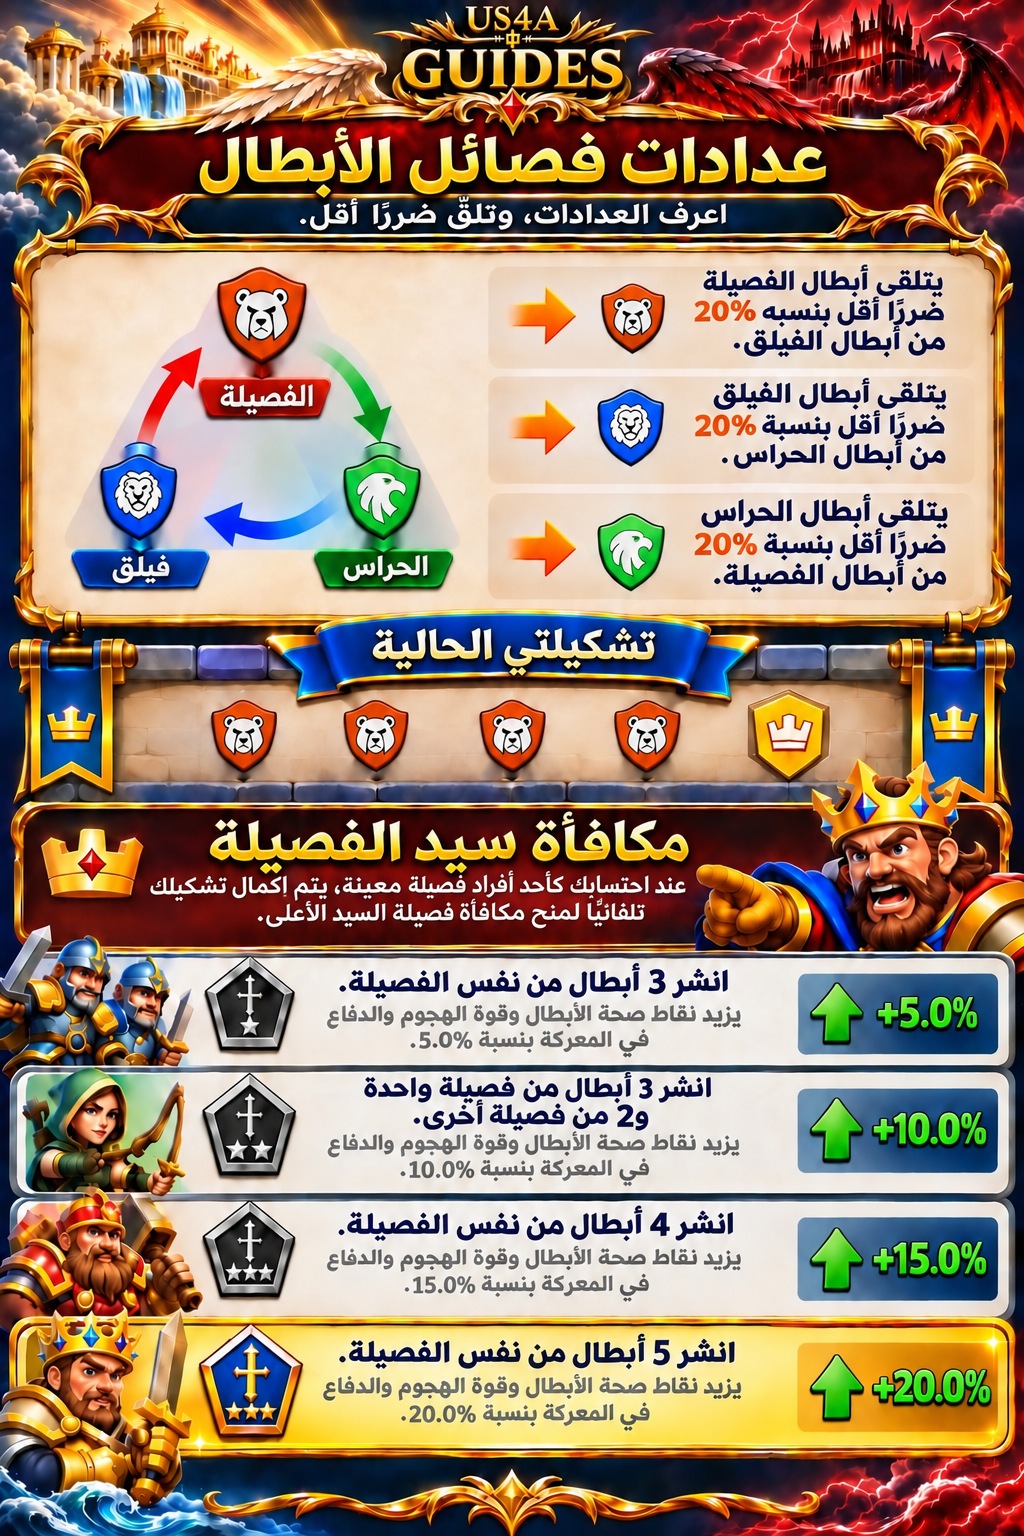 US4A
GUIDES
عدادات فصائل الأبطال
اعرف العدادات، وتلقّ ضررًا أقل.
الفصيلة
فيلق
الحراس
يتلقى أبطال الفصيلة
ضررًا أقل بنسبه 20%
من أبطال الفيلق.
يتلقى أبطال الفيلق
ضررًا أقل بنسبة 20%
من أبطال الحراس.
يتلقى أبطال الحراس
ضررًا أقل بنسبة 20%
من أبطال الفصيلة.
تشكيلتي الحالية
مكافأة سيد الفصيلة
عند احتسابك كأحد أفراد فصيلة معينة، يتم إكمال تشكيلك
تلقائيًا لمنح مكافأة فصيلة السيد الأعلى.
انشر 3 أبطال من نفس الفصيلة.
يزيد نقاط صحة الأبطال وقوة الهجوم والدفاع
في المعركة بنسبة 5.0%.
+5.0%
انشر 3 أبطال من فصيلة واحدة
و2 من فصيلة أخرى.
يزيد نقاط صحة الأبطال وقوة الهجوم والدفاع
في المعركة بنسبة 10.0%.
+10.0%
انشر 4 أبطال من نفس الفصيلة.
يزيد نقاط صحة الأبطال وقوة الهجوم والدفاع
في المعركة بنسبة 15.0%.
+15.0%
انشر 5 أبطال من نفس الفصيلة.
يزيد نقاط صحة الأبطال وقوة الهجوم والدفاع
في المعركة بنسبة 20.0%.
+20.0%